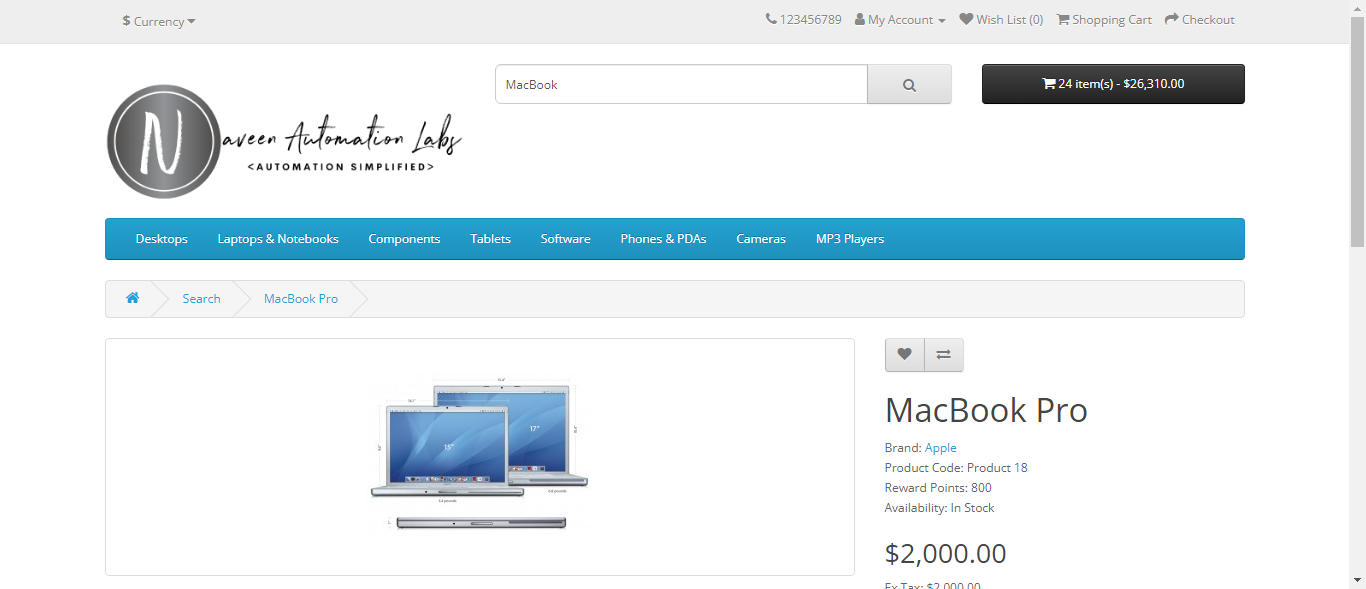 $ Currency
123456789 My Account Wish List (0) Shopping Cart Checkout
MacBook
24 item(s) - $26,310.00
N
aveen Automation Labs
<AUTOMATION SIMPLIFIED>
Desktops Laptops & Notebooks Components Tablets Software Phones & PDAs Cameras MP3 Players
Search MacBook Pro
15"
17"
MacBook Pro
Brand: Apple
Product Code: Product 18
Reward Points: 800
Availability: In Stock
$2,000.00
Ex Tax: $2,000.00